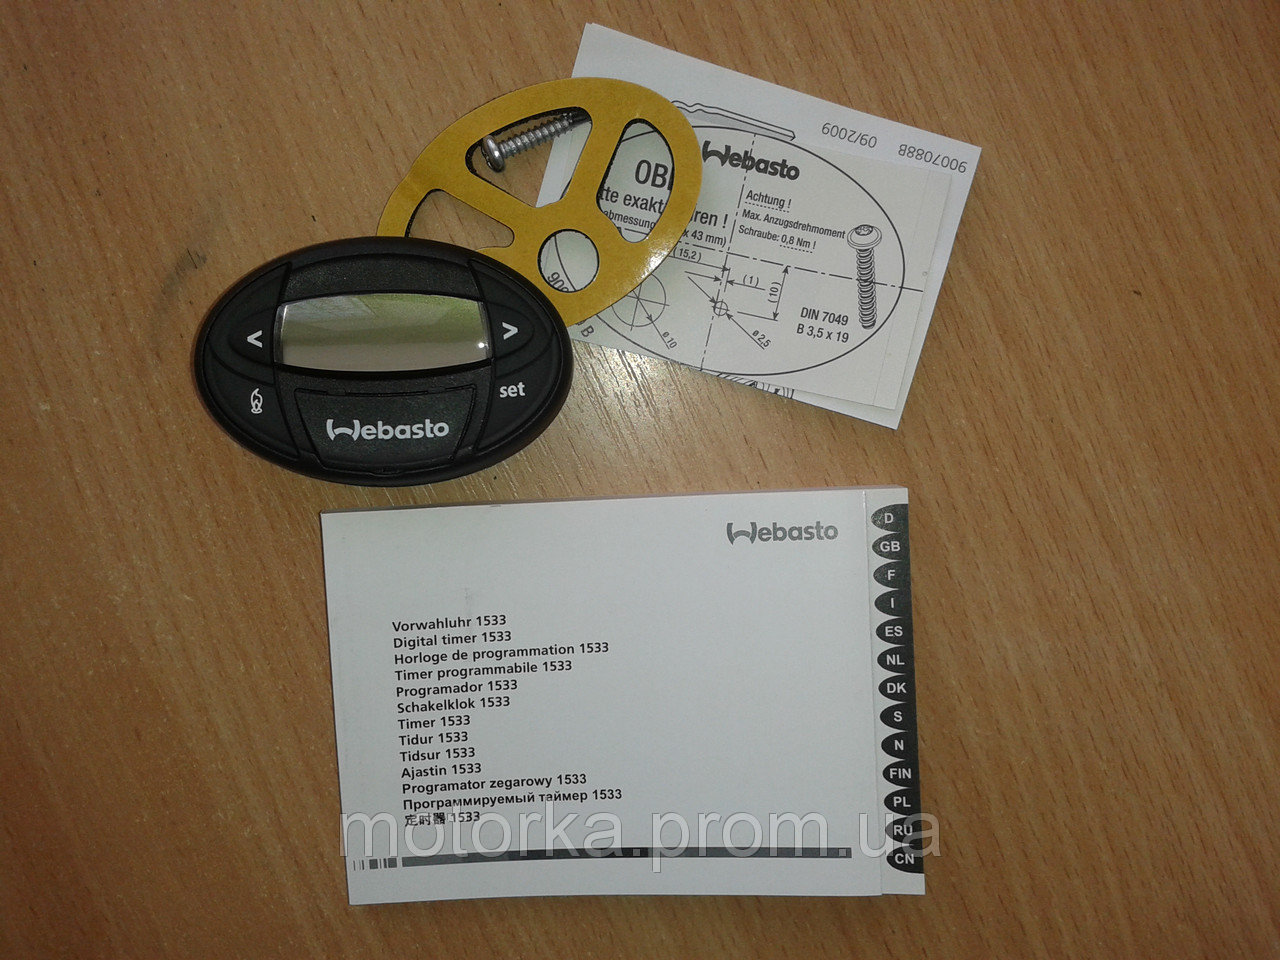 90070888B
09/2009
Webasto
OB
te exakt
ren !
abmessung
x 43 mm)
(15,2)
Achtung !
Max. Anzugsdrehmoment
Schraube: 0,8 Nm !
(1)
(10)
DIN 7049
B 3,5 x 19
ø 2,5
ø 10
B
<
>
set
Webasto
Webasto
Vorwahluhr 1533
Digital timer 1533
Horloge de programmation 1533
Timer programmabile 1533
Programador 1533
Schakelklok 1533
Timer 1533
Tidur 1533
Tidsur 1533
Ajastin 1533
Programator zegarowy 1533
Программируемый таймер 1533
定时器 1533
D
GB
F
I
ES
NL
DK
S
N
FIN
PL
RU
CN
motorka.prom.ua